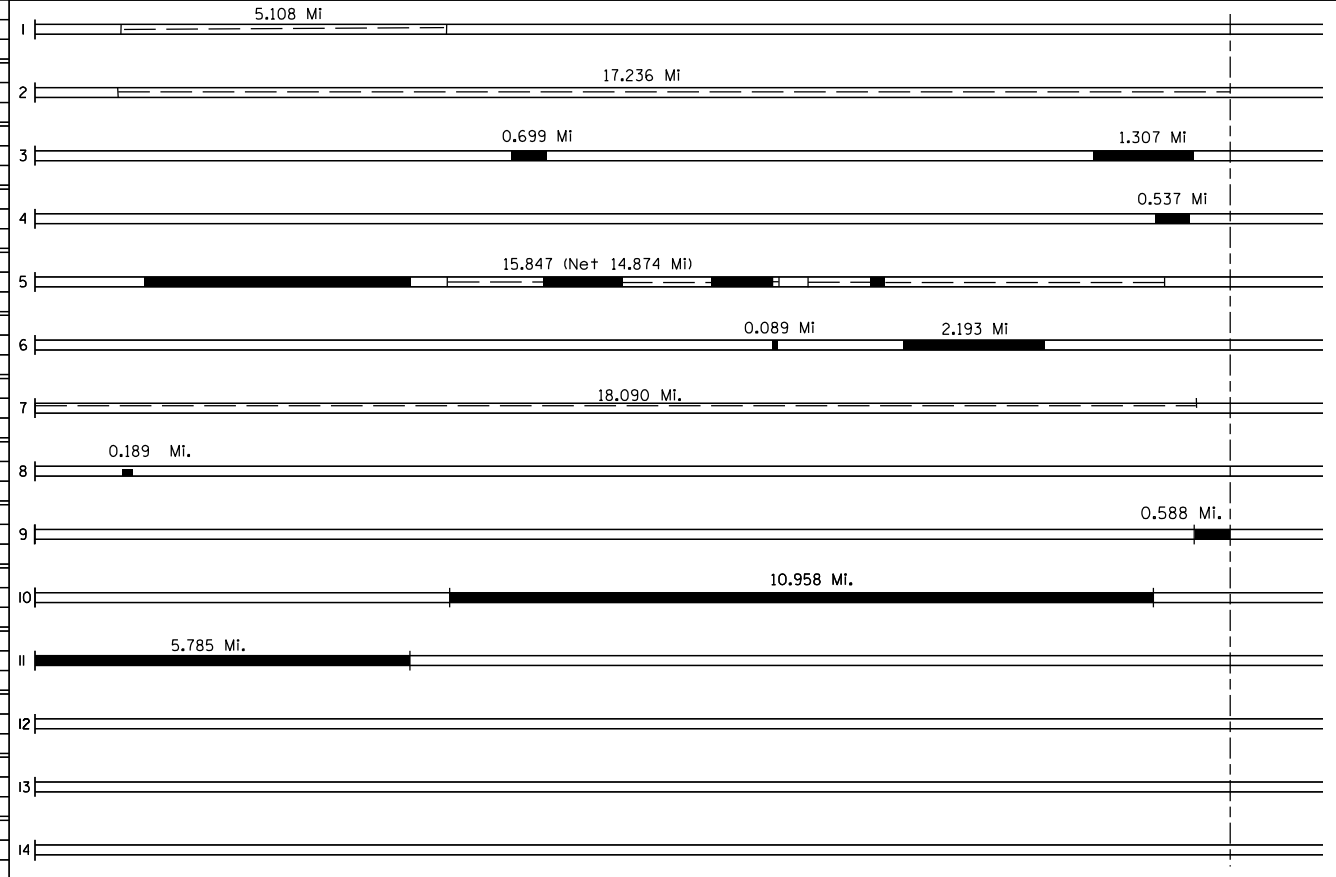 5.108 Mi
1
17.236 Mi
2
0.699 Mi 1.307 Mi
3
0.537 Mi
4
15.847 (Net 14.874 Mi)
5
0.089 Mi 2.193 Mi
6
18.090 Mi.
7
0.189 Mi.
8
0.588 Mi.
9
10.958 Mi.
10
5.785 Mi.
11
12
13
14